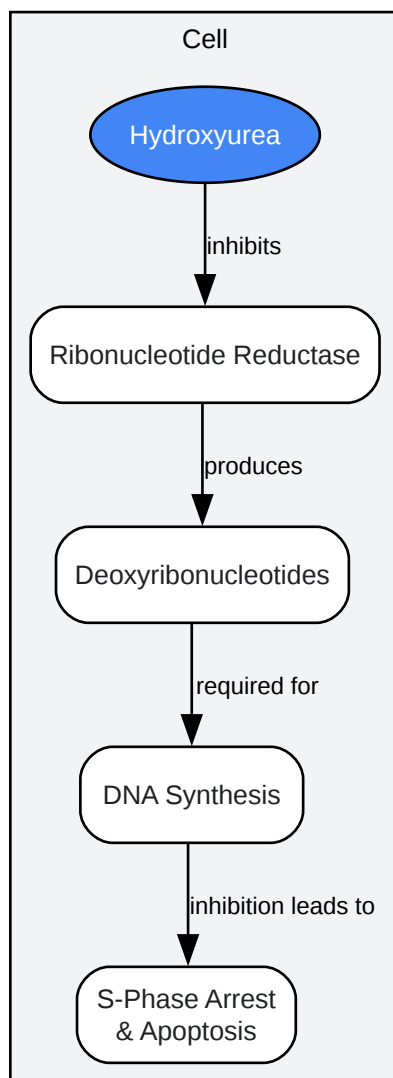 Cell
Hydroxyurea
inhibits
Ribonucleotide Reductase
produces
Deoxyribonucleotides
required for
DNA Synthesis
inhibition leads to
S-Phase Arrest
& Apoptosis